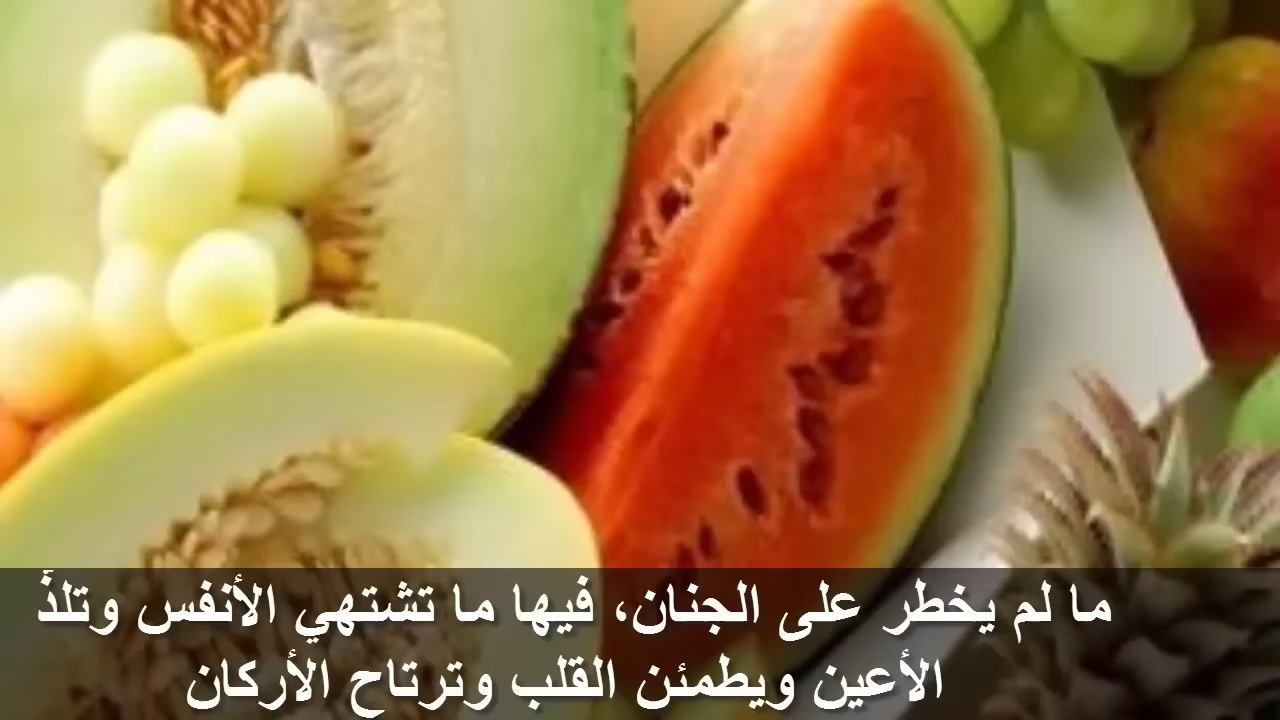 ما لم يخطر على الجنان، فيها ما تشتهي الأنفس وتلذّ
الأعين ويطمئن القلب وترتاح الأركان